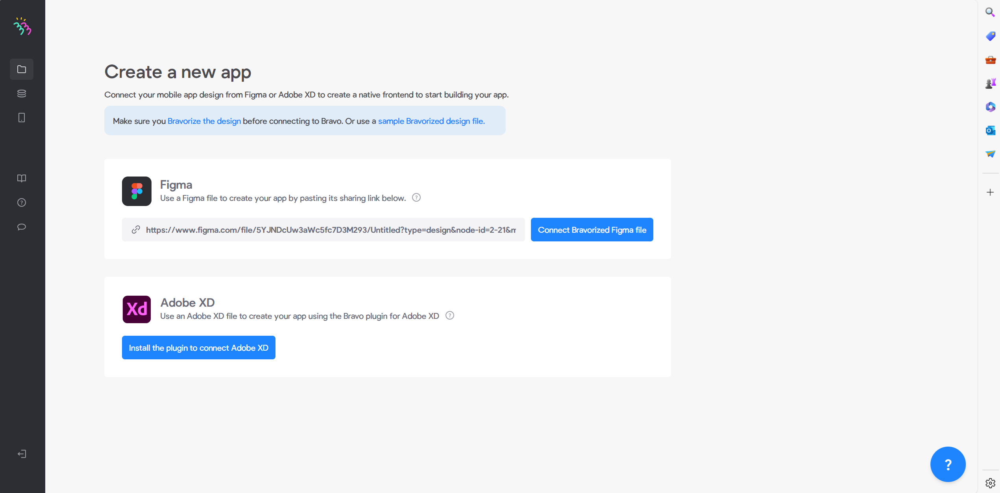 Create a new app
Connect your mobile app design from Figma or Adobe XD to create a native frontend to start building your app.
Make sure you Bravorize the design before connecting to Bravo. Or use a sample Bravorized design file.
Figma
Use a Figma file to create your app by pasting its sharing link below. ?
https://www.figma.com/file/5YJNDcUw3aWc5fc7D3M293/Untitled?type=design&node-id=2-21&m
Connect Bravorized Figma file
Xd
Adobe XD
Use an Adobe XD file to create your app using the Bravo plugin for Adobe XD ?
Install the plugin to connect Adobe XD
?